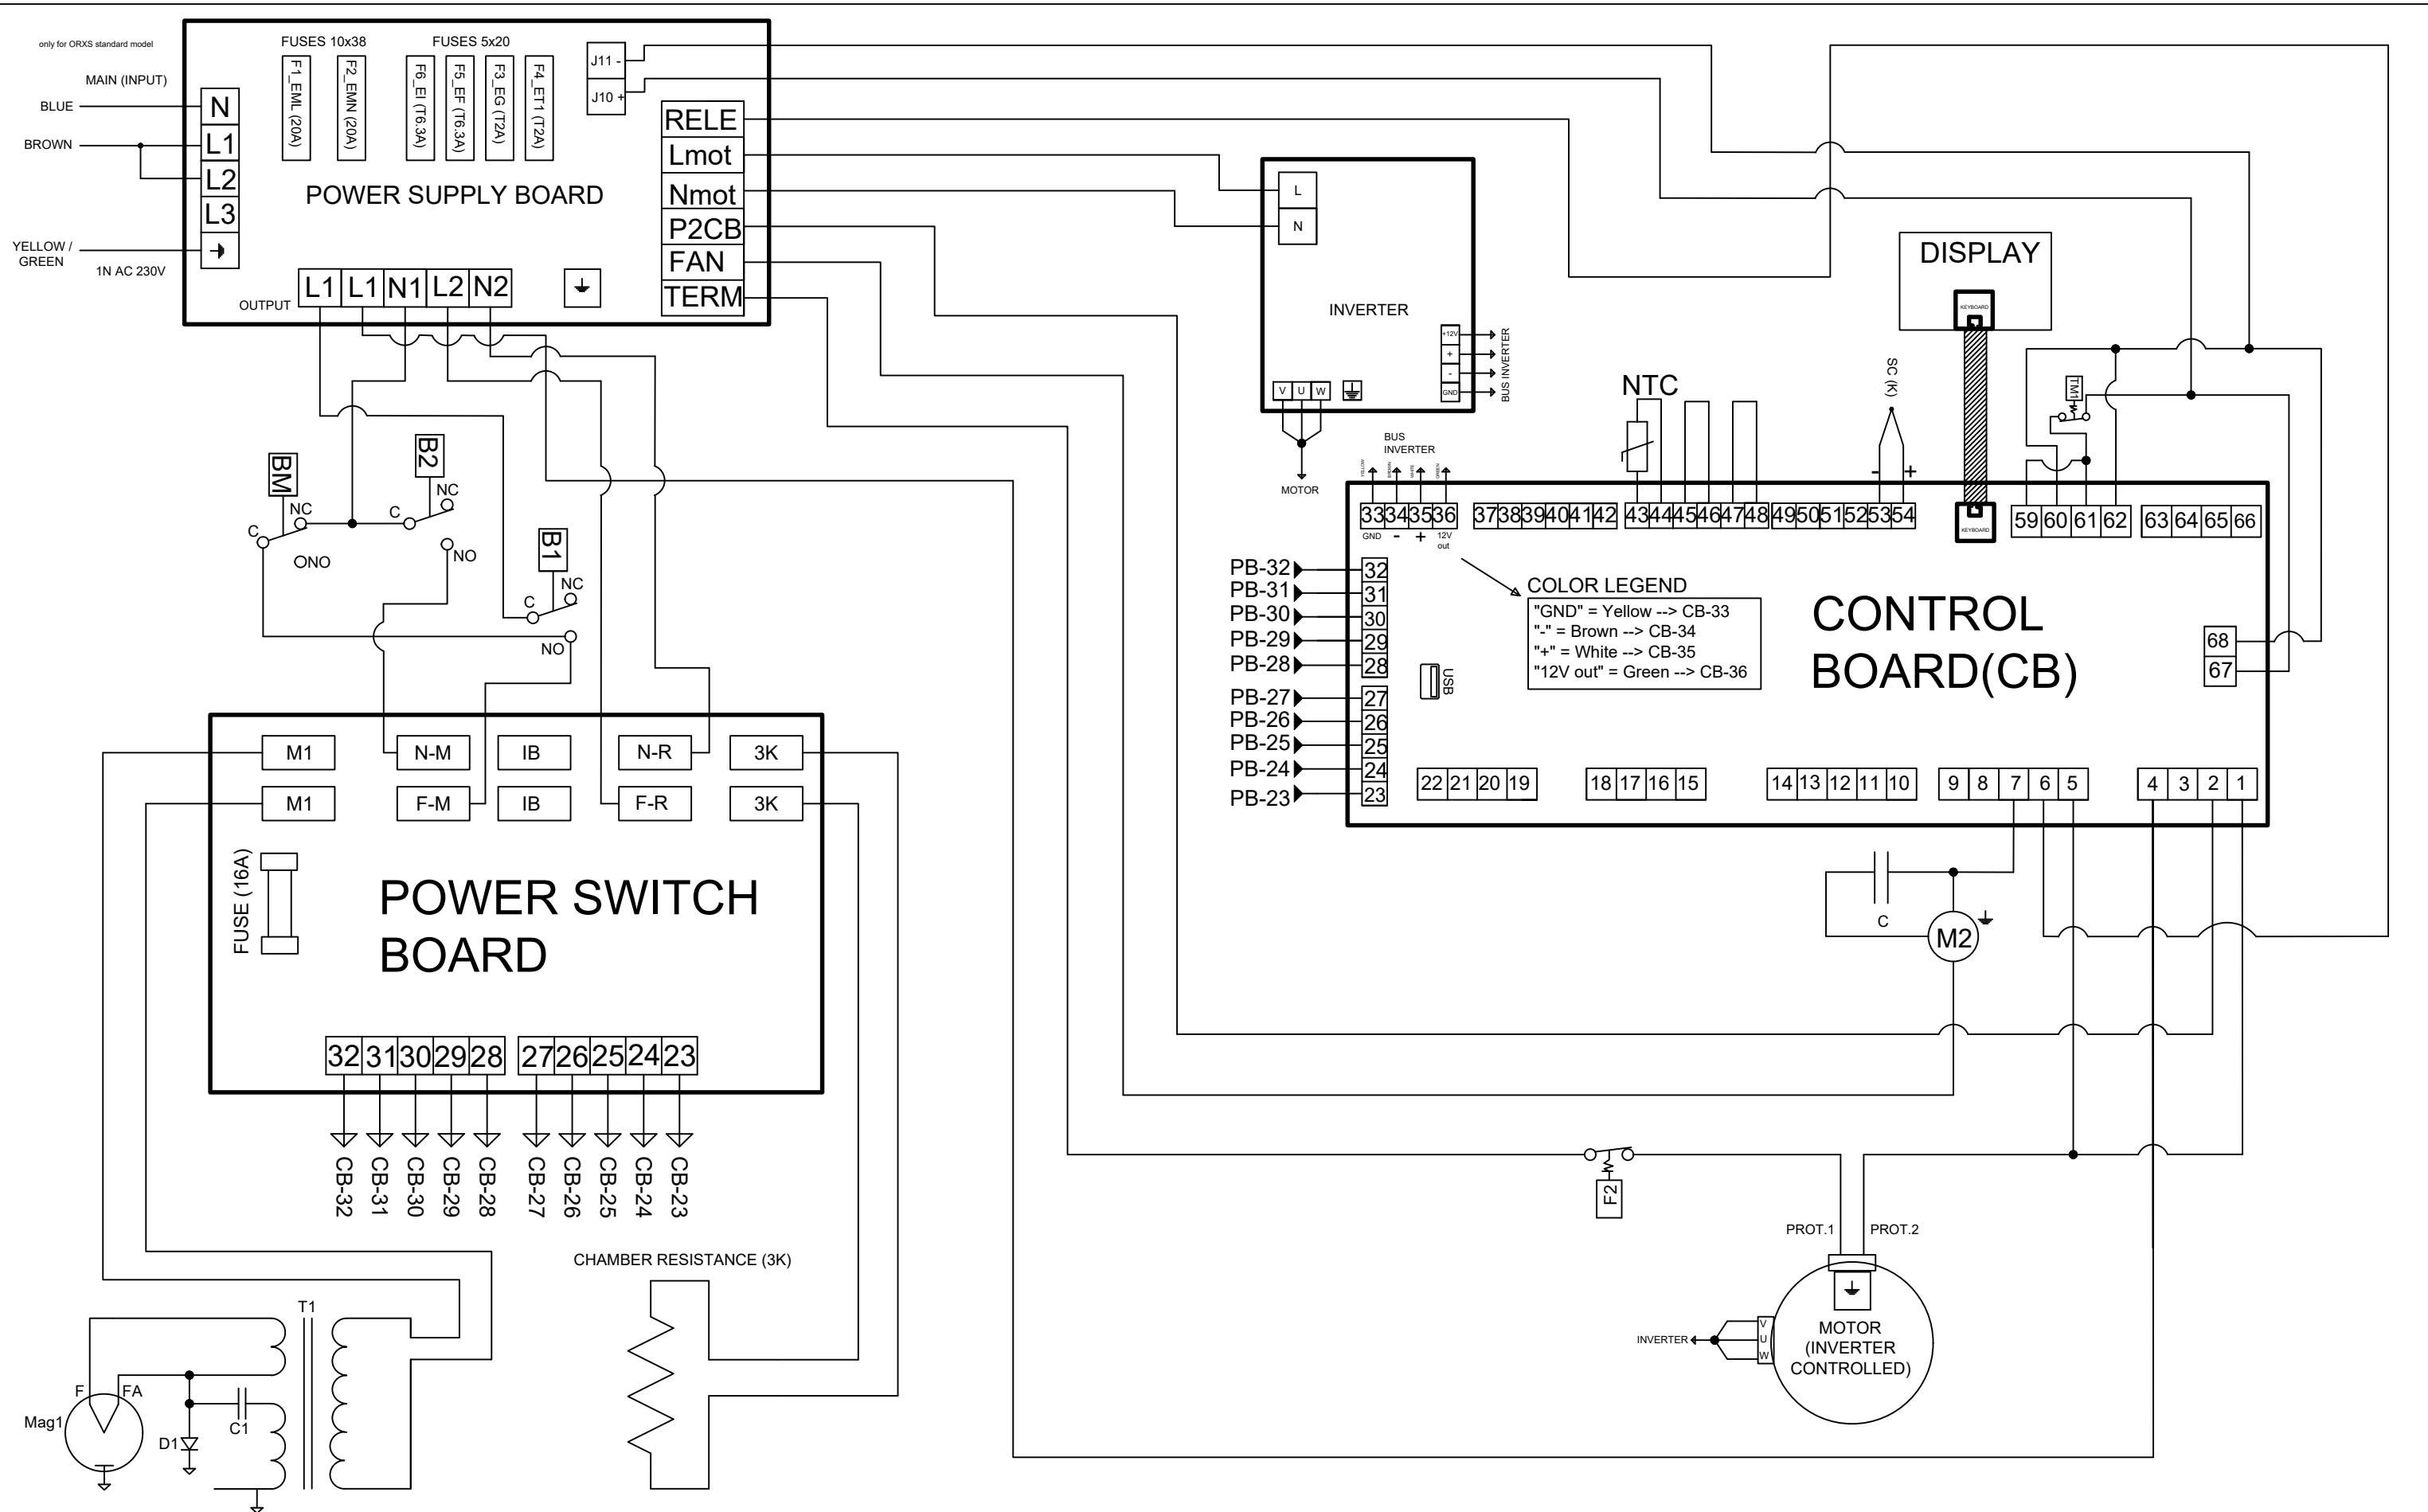 only for ORXS standard model
MAIN (INPUT)
BLUE
BROWN
YELLOW /
GREEN
1N AC 230V
N
L1
L2
L3
FUSES 10x38
FUSES 5x20
F1_EML (20A)
F2_EMN (20A)
F6_EI (T6.3A)
F5_EF (T6.3A)
F3_EG (T2A)
F4_ET1 (T2A)
J11 -
J10 +
POWER SUPPLY BOARD
RELE
Lmot
Nmot
P2CB
FAN
TERM
OUTPUT
L1 L1 N1 L2 N2
L
N
INVERTER
+12V
+
-
GND
BUS INVERTER
V U W
MOTOR
DISPLAY
KEYBOARD
NTC
SC (K)
- +
TM1
BUS
INVERTER
YELLOW
BROWN
WHITE
GREEN
33 34 35 36
GND - + 12V
out
37 38 39 40 41 42
43 44 45 46 47 48
49 50 51 52 53 54
KEYBOARD
59 60 61 62
63 64 65 66
BM
C
NC
ONO
B2
C
NC
NO
B1
C
NC
NO
PB-32 32
PB-31 31
PB-30 30
PB-29 29
PB-28 28
PB-27 27
PB-26 26
PB-25 25
PB-24 24
PB-23 23
USB
COLOR LEGEND
"GND" = Yellow --> CB-33
"-" = Brown --> CB-34
"+" = White --> CB-35
"12V out" = Green --> CB-36
CONTROL
BOARD(CB)
68
67
22 21 20 19
18 17 16 15
14 13 12 11 10
9 8 7 6 5
4 3 2 1
M1 N-M IB N-R 3K
M1 F-M IB F-R 3K
FUSE (16A)
POWER SWITCH
BOARD
32 31 30 29 28
27 26 25 24 23
CB-32
CB-31
CB-30
CB-29
CB-28
CB-27
CB-26
CB-25
CB-24
CB-23
C
M2
F2
PROT.1
PROT.2
V
U
W
INVERTER
MOTOR
(INVERTER
CONTROLLED)
CHAMBER RESISTANCE (3K)
T1
F
FA
Mag1
D1
C1